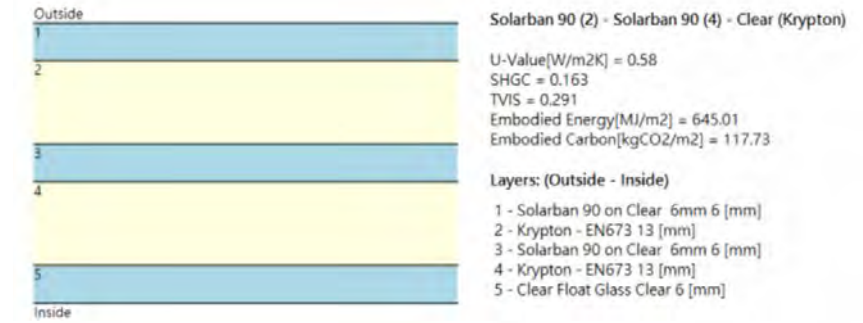 Outside
1
2
3
4
5
Inside
Solarban 90 (2) - Solarban 90 (4) - Clear (Krypton)
U-Value[W/m2K] = 0.58
SHGC = 0.163
TVIS = 0.291
Embodied Energy[MJ/m2] = 645.01
Embodied Carbon[kgCO2/m2] = 117.73
Layers: (Outside - Inside)
1 - Solarban 90 on Clear 6mm 6 [mm]
2 - Krypton - EN673 13 [mm]
3 - Solarban 90 on Clear 6mm 6 [mm]
4 - Krypton - EN673 13 [mm]
5 - Clear Float Glass Clear 6 [mm]